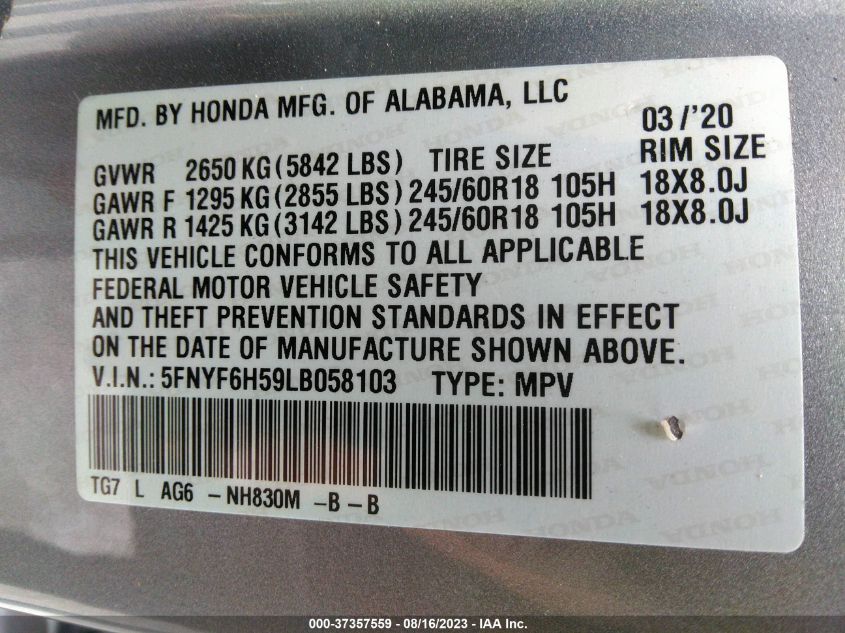 MFD. BY HONDA MFG. OF ALABAMA, LLC 03/'20
GVWR 2650 KG (5842 LBS) TIRE SIZE RIM SIZE
GAWR F 1295 KG (2855 LBS) 245/60R18 105H 18X8.0J
GAWR R 1425 KG (3142 LBS) 245/60R18 105H 18X8.0J
THIS VEHICLE CONFORMS TO ALL APPLICABLE
FEDERAL MOTOR VEHICLE SAFETY
AND THEFT PREVENTION STANDARDS IN EFFECT
ON THE DATE OF MANUFACTURE SHOWN ABOVE.
V.I.N.: 5FNYF6H59LB058103 TYPE: MPV
TG7 L AG6 - NH830M - B - B
000-37357559 - 08/16/2023 - IAA Inc.